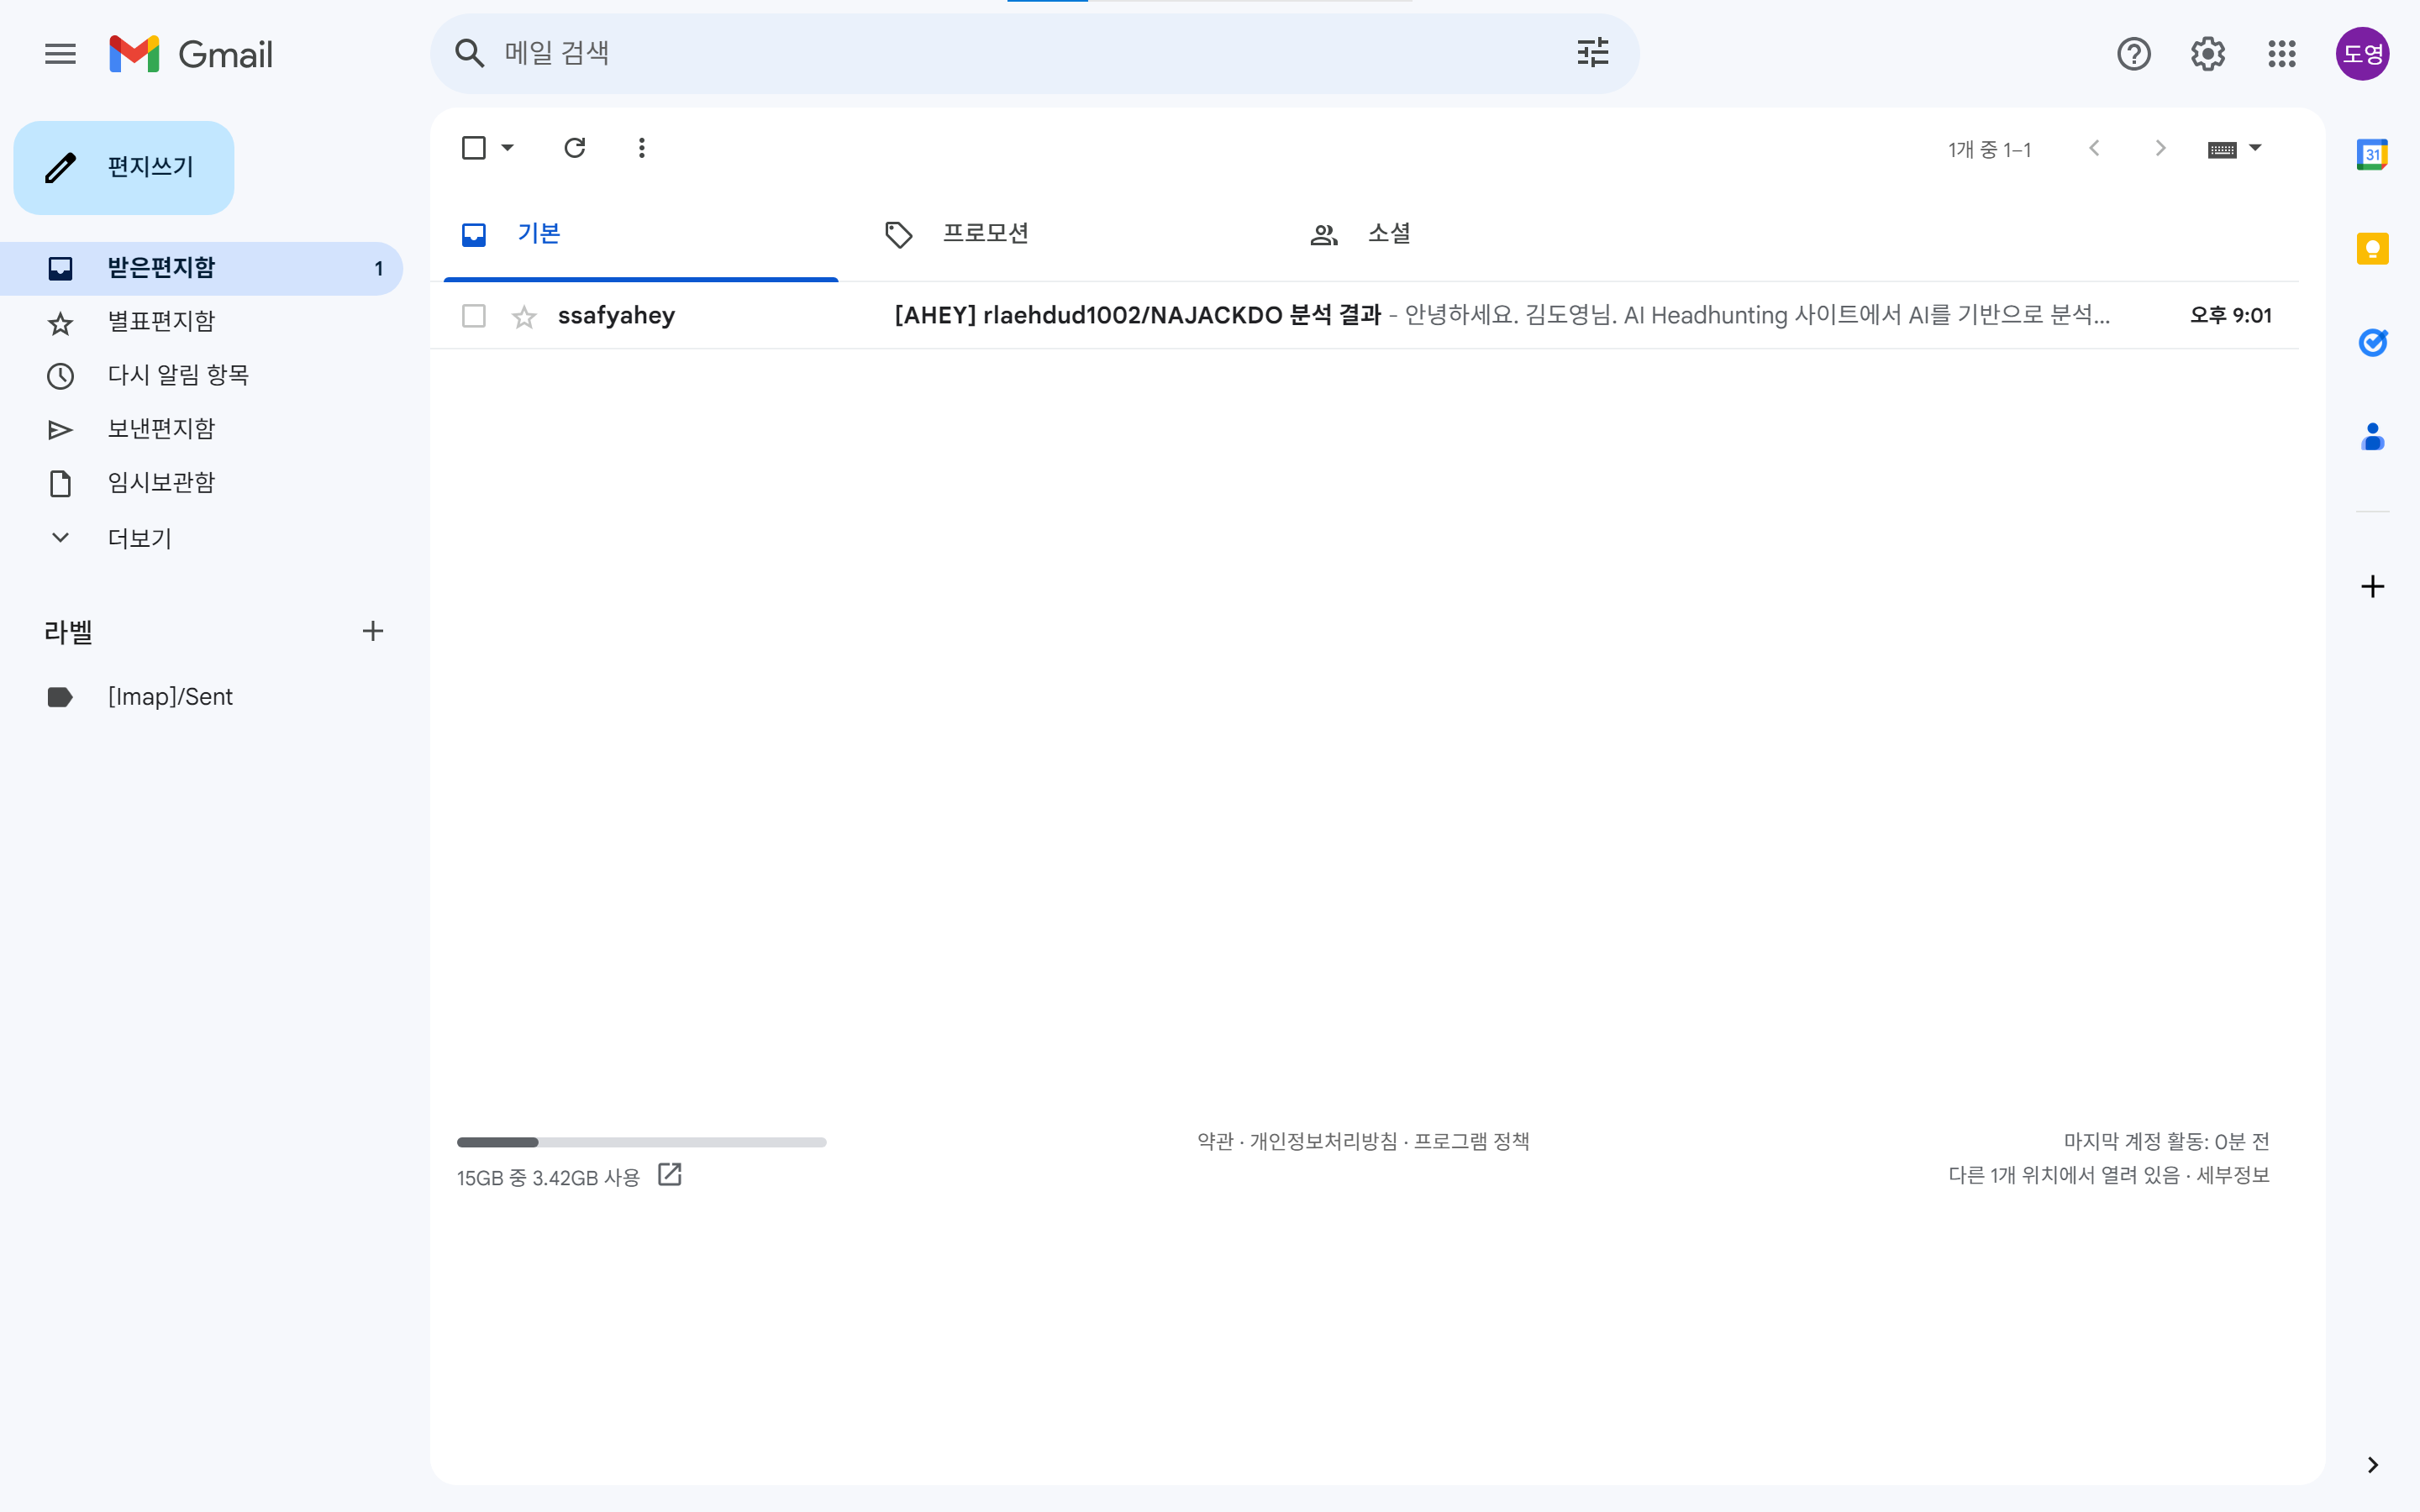 Gmail
메일 검색
도영
편지쓰기
받은편지함 1
별표편지함
다시 알림 항목
보낸편지함
임시보관함
더보기
라벨
[Imap]/Sent
1개 중 1–1
기본
프로모션
소셜
ssafyahey [AHEY] rlaehdud1002/NAJACKDO 분석 결과 - 안녕하세요. 김도영님. AI Headhunting 사이트에서 AI를 기반으로 분석... 오후 9:01
31
15GB 중 3.42GB 사용
약관 · 개인정보처리방침 · 프로그램 정책
마지막 계정 활동: 0분 전
다른 1개 위치에서 열려 있음 · 세부정보